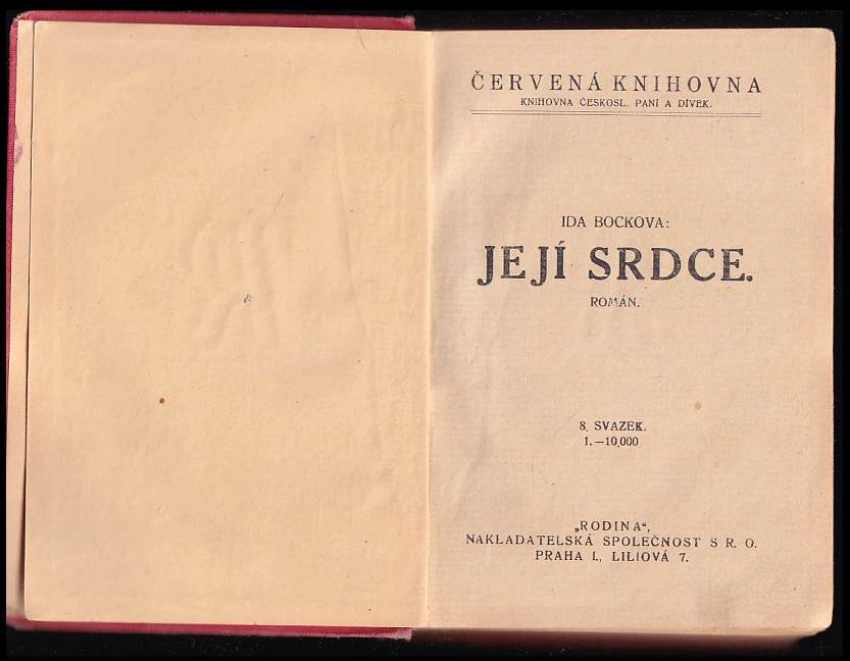 ČERVENÁ KNIHOVNA
KNIHOVNA ČESKOSL. PANÍ A DÍVEK.
IDA BOCKOVA:
JEJÍ SRDCE.
ROMÁN.
8. SVAZEK.
1.—10.000
„RODINA“,
NAKLADATELSKÁ SPOLEČNOST S R. O.
PRAHA I., LILIOVÁ 7.